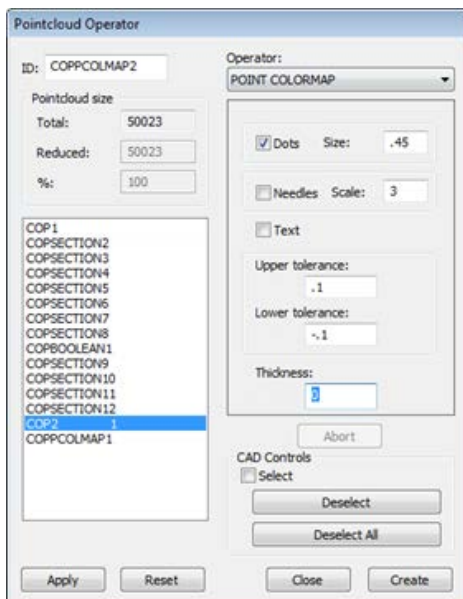 Pointcloud Operator
ID: COPPCOLMAP2
Pointcloud size
Total: 50023
Reduced: 50023
%: 100
COP1
COPSECTION2
COPSECTION3
COPSECTION4
COPSECTION5
COPSECTION6
COPSECTION7
COPSECTION8
COPBOOLEAN1
COPSECTION9
COPSECTION10
COPSECTION11
COPSECTION12
COP2 1
COPPCOLMAP1
Operator:
POINT COLORMAP
Dots Size: .45
Needles Scale: 3
Text
Upper tolerance:
.1
Lower tolerance:
-.1
Thickness:
0
Abort
CAD Controls
Select
Deselect
Deselect All
Apply Reset Close Create